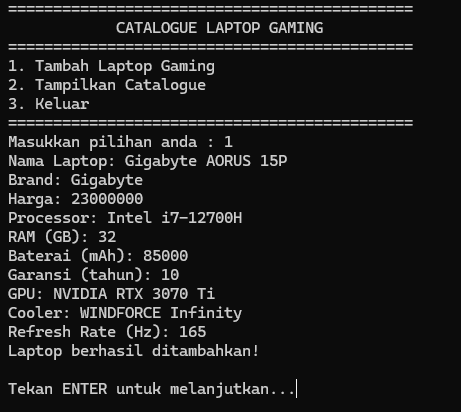 =============================================
CATALOGUE LAPTOP GAMING
=============================================
1. Tambah Laptop Gaming
2. Tampilkan Catalogue
3. Keluar
=============================================
Masukkan pilihan anda : 1
Nama Laptop: Gigabyte AORUS 15P
Brand: Gigabyte
Harga: 23000000
Processor: Intel i7-12700H
RAM (GB): 32
Baterai (mAh): 85000
Garansi (tahun): 10
GPU: NVIDIA RTX 3070 Ti
Cooler: WINDFORCE Infinity
Refresh Rate (Hz): 165
Laptop berhasil ditambahkan!
Tekan ENTER untuk melanjutkan...